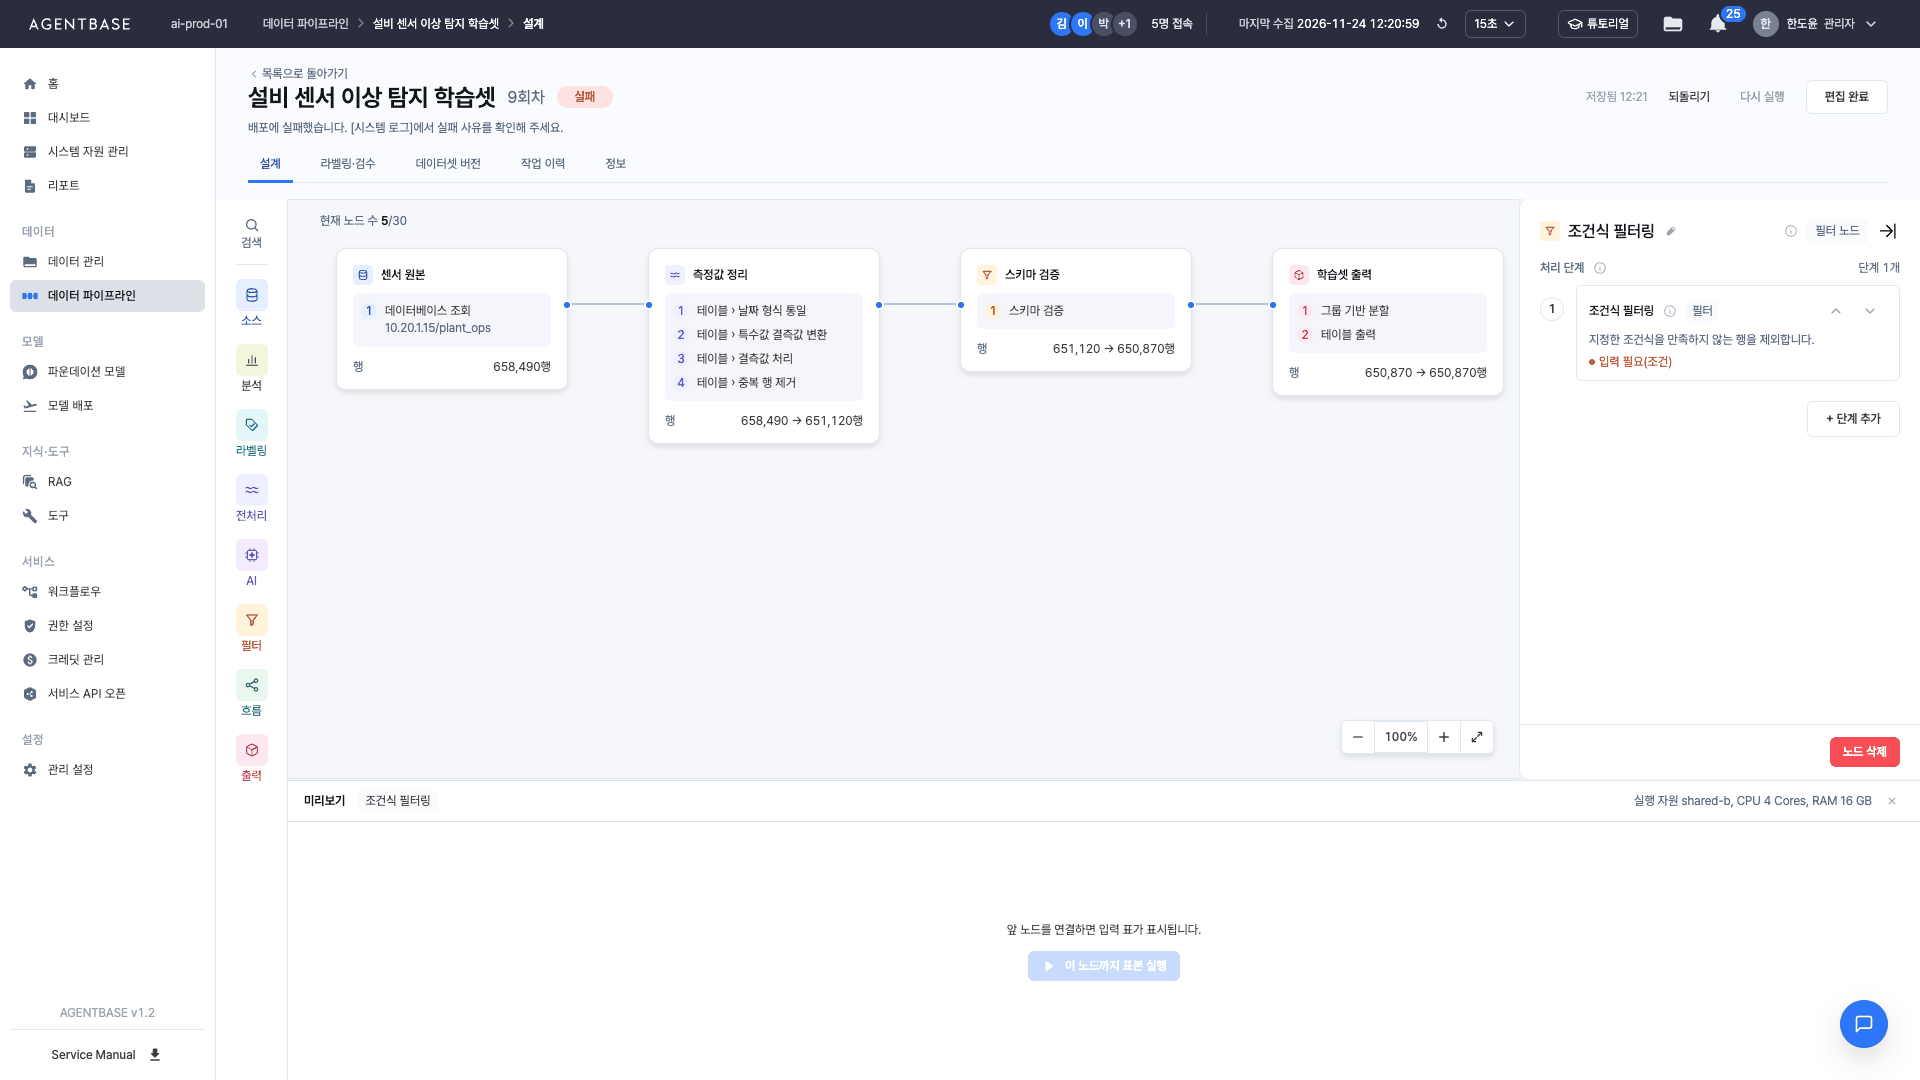 AGENTBASE
ai-prod-01
데이터 파이프라인 > 설비 센서 이상 탐지 학습셋 > 설계
김 이 박 +1 5명 접속
마지막 수집 2026-11-24 12:20:59
15초
튜토리얼
25
한 한도윤 관리자
홈
대시보드
시스템 자원 관리
리포트
데이터
데이터 관리
데이터 파이프라인
모델
파운데이션 모델
모델 배포
지식·도구
RAG
도구
서비스
워크플로우
권한 설정
크레딧 관리
서비스 API 오픈
설정
관리 설정
AGENTBASE v1.2
Service Manual
목록으로 돌아가기
설비 센서 이상 탐지 학습셋 9회차 실패
배포에 실패했습니다. [시스템 로그]에서 실패 사유를 확인해 주세요.
저장됨 12:21 되돌리기 다시 실행 편집 완료
설계 라벨링·검수 데이터셋 버전 작업 이력 정보
검색
소스
분석
라벨링
전처리
AI
필터
흐름
출력
현재 노드 수 5/30
센서 원본
1 데이터베이스 조회
10.20.1.15/plant_ops
행 658,490행
측정값 정리
1 테이블 › 날짜 형식 통일
2 테이블 › 특수값 결측값 변환
3 테이블 › 결측값 처리
4 테이블 › 중복 행 제거
행 658,490 → 651,120행
스키마 검증
1 스키마 검증
행 651,120 → 650,870행
학습셋 출력
1 그룹 기반 분할
2 테이블 출력
행 650,870 → 650,870행
100%
조건식 필터링 필터 노드
처리 단계 단계 1개
1 조건식 필터링 필터
지정한 조건식을 만족하지 않는 행을 제외합니다.
입력 필요(조건)
+ 단계 추가
노드 삭제
미리보기 조건식 필터링
실행 자원 shared-b, CPU 4 Cores, RAM 16 GB
앞 노드를 연결하면 입력 표가 표시됩니다.
이 노드까지 표본 실행